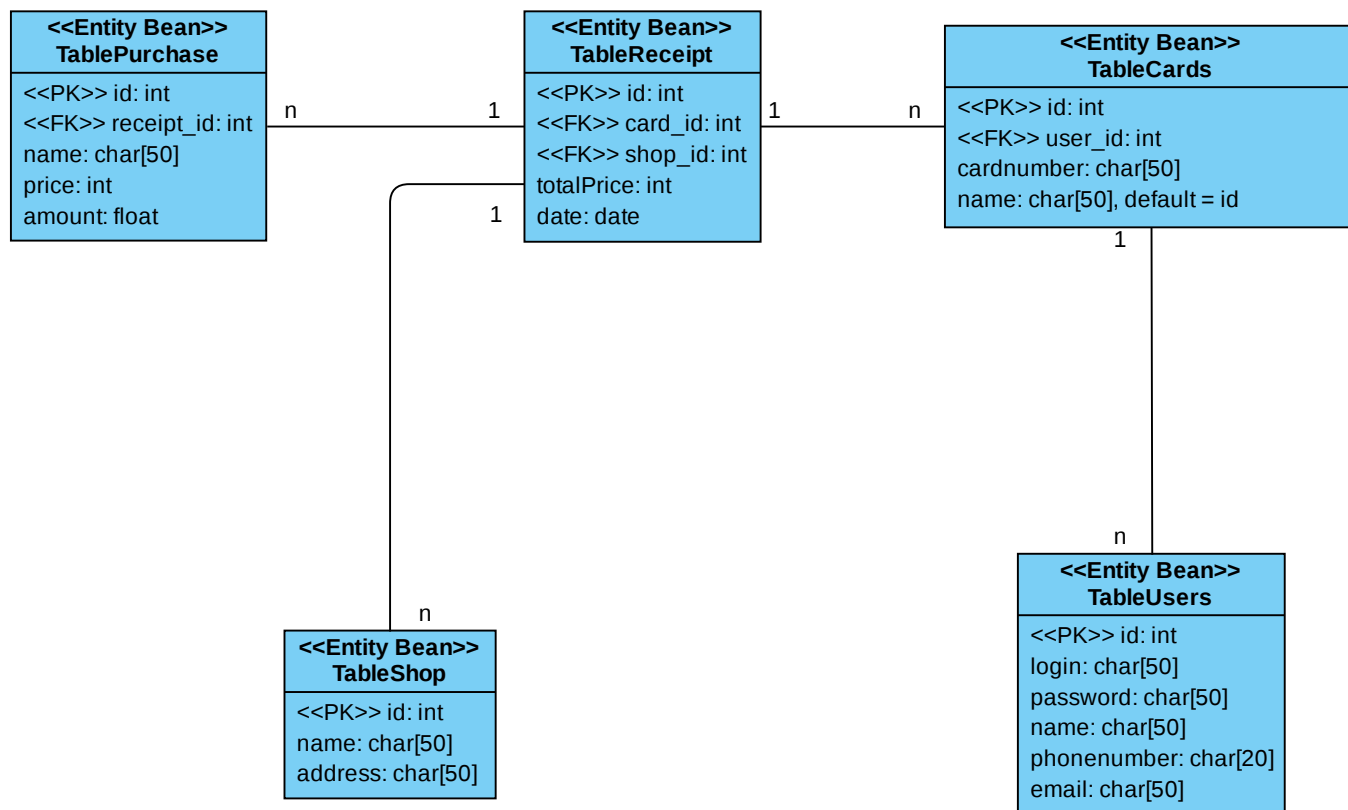 <<Entity Bean>>
TablePurchase
<<PK>> id: int
<<FK>> receipt_id: int
name: char[50]
price: int
amount: float
n
1
<<Entity Bean>>
TableReceipt
<<PK>> id: int
<<FK>> card_id: int
<<FK>> shop_id: int
totalPrice: int
date: date
1
n
1
<<Entity Bean>>
TableCards
<<PK>> id: int
<<FK>> user_id: int
cardnumber: char[50]
name: char[50], default = id
1
n
n
<<Entity Bean>>
TableShop
<<PK>> id: int
name: char[50]
address: char[50]
<<Entity Bean>>
TableUsers
<<PK>> id: int
login: char[50]
password: char[50]
name: char[50]
phonenumber: char[20]
email: char[50]